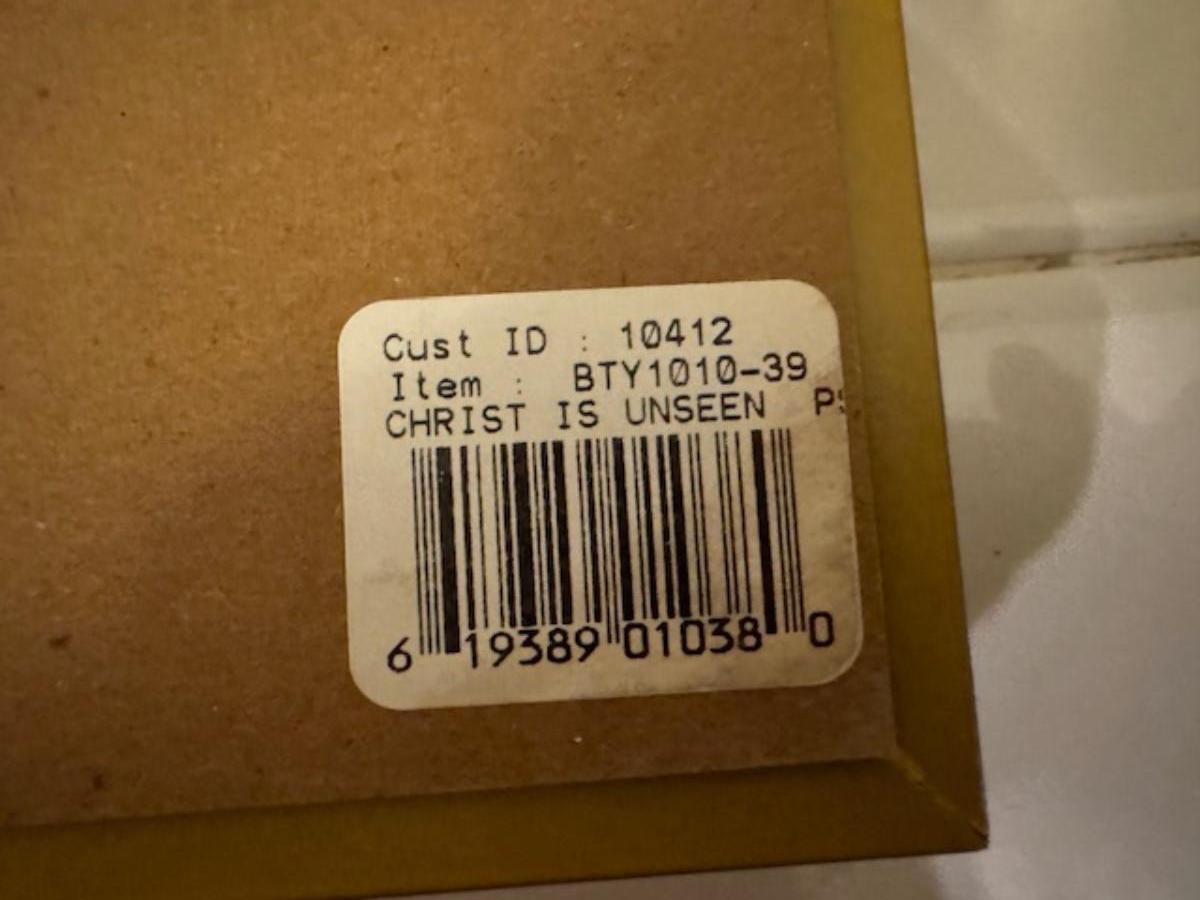 Cust ID : 10412
Item : BTY1010-39
CHRIST IS UNSEEN
6 19389 01038 0